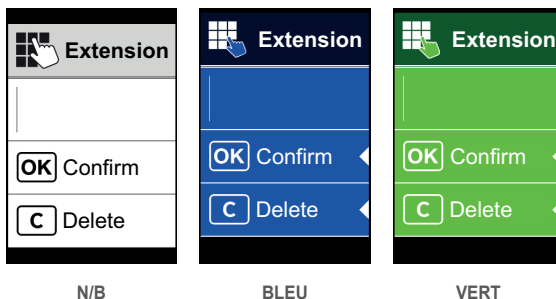 Extension
OK Confirm
C Delete
N/B
Extension
OK Confirm
C Delete
BLEU
Extension
OK Confirm
C Delete
VERT